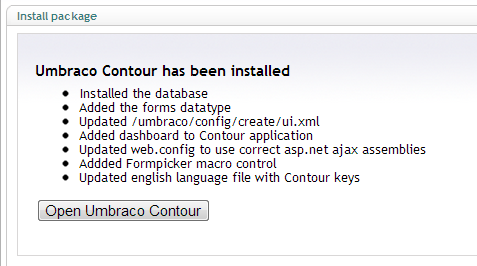 Install package
Umbraco Contour has been installed
Installed the database
Added the forms datatype
Updated /umbraco/config/create/ui.xml
Added dashboard to Contour application
Updated web.config to use correct asp.net ajax assemblies
Addded Formpicker macro control
Updated english language file with Contour keys
Open Umbraco Contour